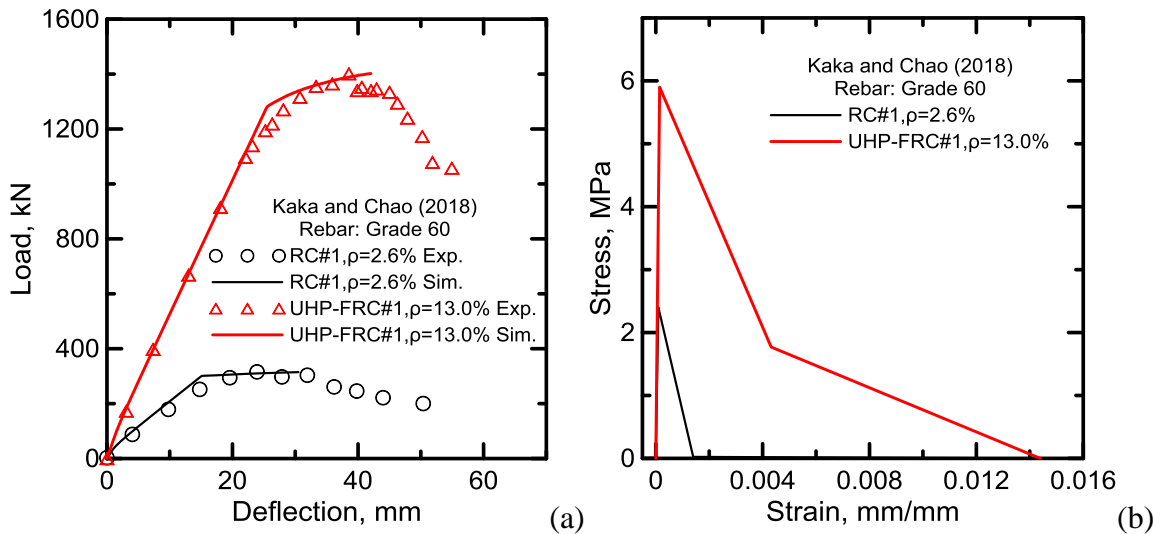 1600
1200
800
400
0
Load, kN
0
20
40
60
Deflection, mm
Kaka and Chao (2018)
Rebar: Grade 60
RC#1,ρ=2.6% Exp.
RC#1,ρ=2.6% Sim.
UHP-FRC#1,ρ=13.0% Exp.
UHP-FRC#1,ρ=13.0% Sim.
(a)
6
4
2
0
Stress, MPa
0
0.004
0.008
0.012
0.016
Strain, mm/mm
Kaka and Chao (2018)
Rebar: Grade 60
RC#1,ρ=2.6%
UHP-FRC#1,ρ=13.0%
(b)